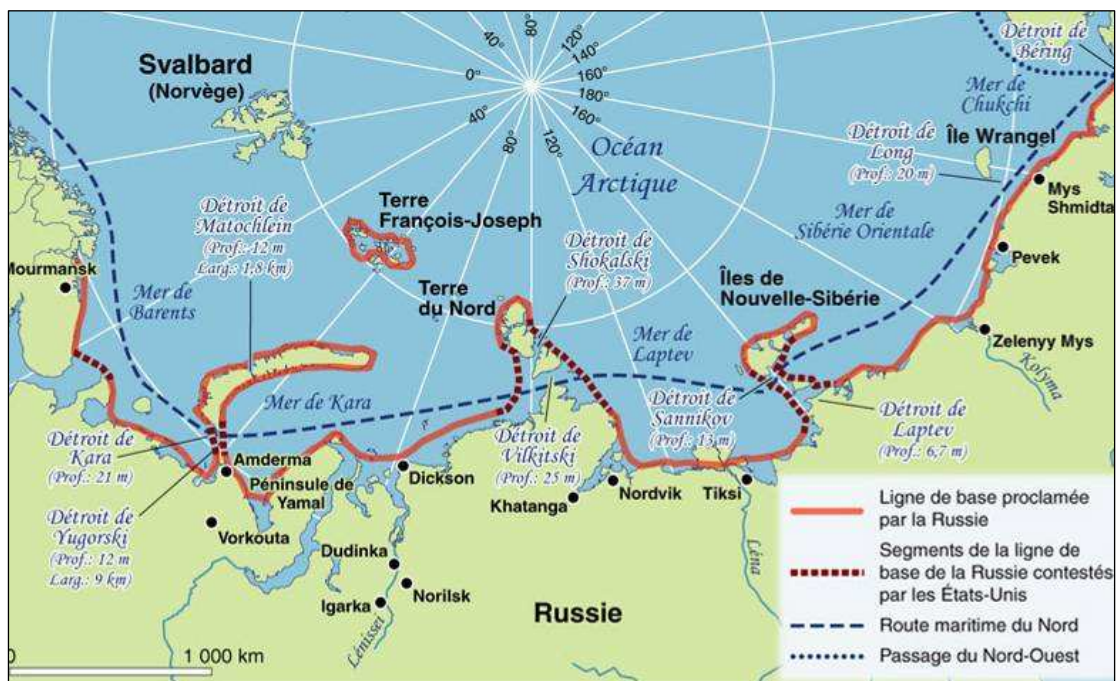 Svalbard
(Norvège)
80°
40°
0°
40°
80°
120°
120°
140°
160°
180°
160°
Océan
Arctique
Détroit de
Béring
Mer de
Chukchi
Île Wrangel
Détroit de
Long
(Prof.: 20 m)
Mys
Shmidta
Mer de
Sibérie Orientale
Pevek
Zelenyy Mys
Kolyma
Terre
François-Joseph
Détroit de
Matochlein
(Prof.: 12 m
Larg.: 1,8 km)
Mourmansk
Mer de
Barents
Terre
du Nord
Détroit de
Shokalski
(Prof.: 37 m)
Îles de
Nouvelle-Sibérie
Mer de
Laptev
Mer de Kara
Détroit de
Kara
(Prof.: 21 m)
Amderma
Péninsule de
Yamal
Dickson
Détroit de
Vilkitski
(Prof.: 25 m)
Détroit de
Sannikov
(Prof.: 13 m)
Détroit de
Laptev
(Prof.: 6,7 m)
Khatanga
Nordvik
Tiksi
Détroit de
Yugorski
(Prof.: 12 m
Larg.: 9 km)
Vorkouta
Dudinka
Norilsk
Igarka
Lénissei
Léna
Russie
0
1 000 km
Ligne de base proclamée
par la Russie
Segments de la ligne de
base de la Russie contestés
par les États-Unis
Route maritime du Nord
Passage du Nord-Ouest